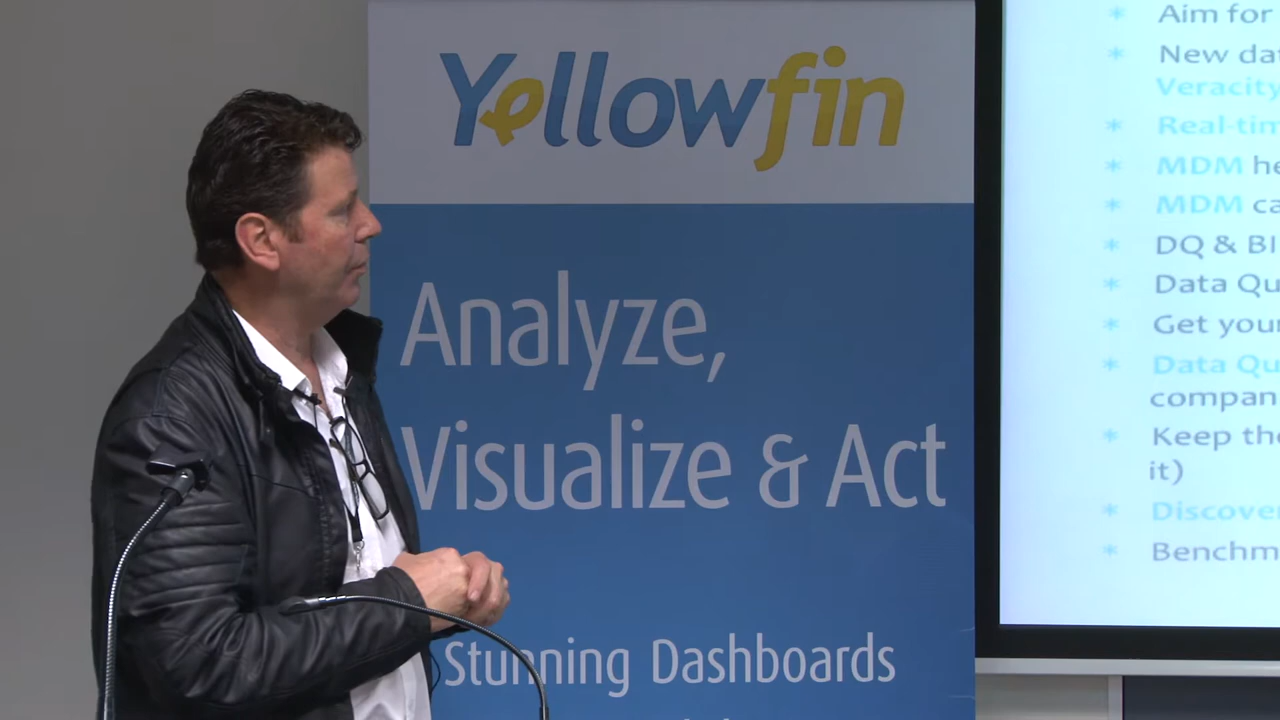 Yellowfin
Analyze,
Visualize & Act
Stunning Dashboards
* Aim for
* New dat
Veracity
* Real-tim
* MDM he
* MDM ca
* DQ & BI
* Data Qu
* Get your
* Data Qu
compan
* Keep the
it)
* Discover
* Benchm